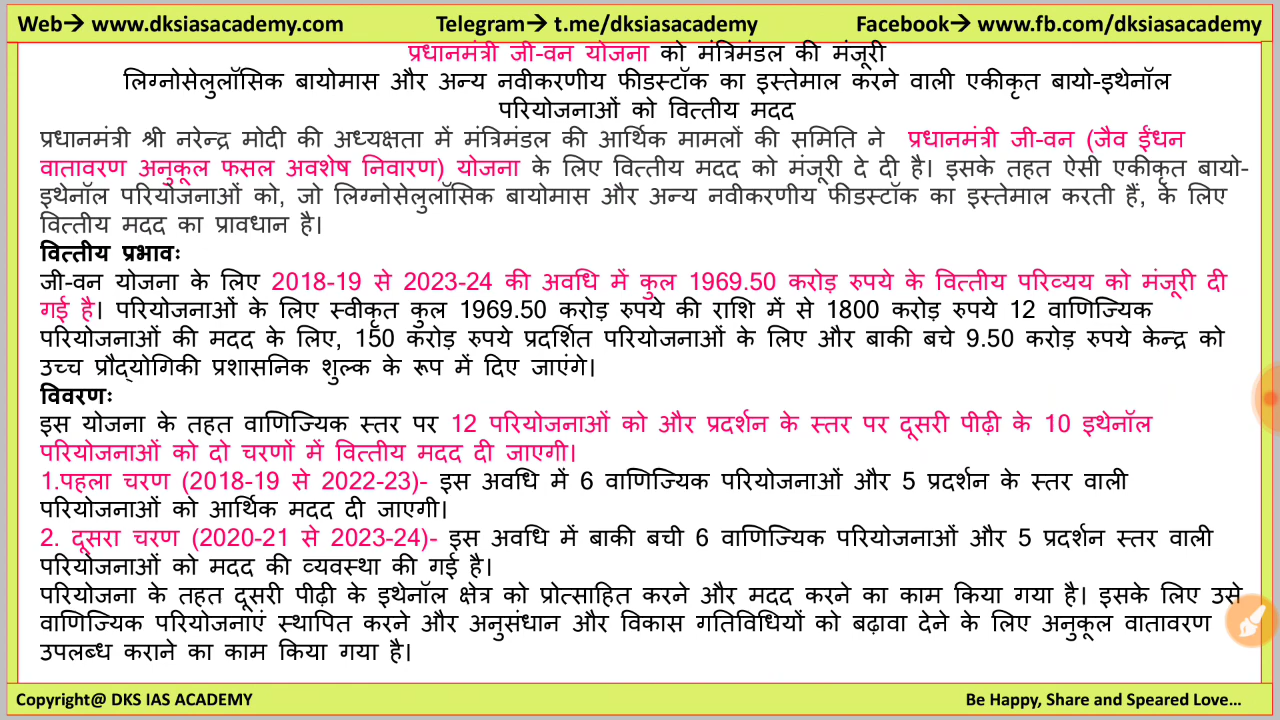 Web→ www.dksiasacademy.com Telegram→ t.me/dksiasacademy Facebook→ www.fb.com/dksiasacademy
प्रधानमंत्री जी-वन योजना को मंत्रिमंडल की मंजूरी
लिग्नोसेलुलॉसिक बायोमास और अन्य नवीकरणीय फीडस्टॉक का इस्तेमाल करने वाली एकीकृत बायो-इथेनॉल
परियोजनाओं को वित्तीय मदद
प्रधानमंत्री श्री नरेन्द्र मोदी की अध्यक्षता में मंत्रिमंडल की आर्थिक मामलों की समिति ने प्रधानमंत्री जी-वन (जैव ईंधन
वातावरण अनुकूल फसल अवशेष निवारण) योजना के लिए वित्तीय मदद को मंजूरी दे दी है। इसके तहत ऐसी एकीकृत बायो-
इथेनॉल परियोजनाओं को, जो लिग्नोसेलुलॉसिक बायोमास और अन्य नवीकरणीय फीडस्टॉक का इस्तेमाल करती हैं, के लिए
वित्तीय मदद का प्रावधान है।
वित्तीय प्रभावः
जी-वन योजना के लिए 2018-19 से 2023-24 की अवधि में कुल 1969.50 करोड़ रुपये के वित्तीय परिव्यय को मंजूरी दी
गई है। परियोजनाओं के लिए स्वीकृत कुल 1969.50 करोड़ रुपये की राशि में से 1800 करोड़ रुपये 12 वाणिज्यिक
परियोजनाओं की मदद के लिए, 150 करोड़ रुपये प्रदर्शित परियोजनाओं के लिए और बाकी बचे 9.50 करोड़ रुपये केन्द्र को
उच्च प्रौद्योगिकी प्रशासनिक शुल्क के रूप में दिए जाएंगे।
विवरणः
इस योजना के तहत वाणिज्यिक स्तर पर 12 परियोजनाओं को और प्रदर्शन के स्तर पर दूसरी पीढ़ी के 10 इथेनॉल
परियोजनाओं को दो चरणों में वित्तीय मदद दी जाएगी।
1.पहला चरण (2018-19 से 2022-23)- इस अवधि में 6 वाणिज्यिक परियोजनाओं और 5 प्रदर्शन के स्तर वाली
परियोजनाओं को आर्थिक मदद दी जाएगी।
2. दूसरा चरण (2020-21 से 2023-24)- इस अवधि में बाकी बची 6 वाणिज्यिक परियोजनाओं और 5 प्रदर्शन स्तर वाली
परियोजनाओं को मदद की व्यवस्था की गई है।
परियोजना के तहत दूसरी पीढ़ी के इथेनॉल क्षेत्र को प्रोत्साहित करने और मदद करने का काम किया गया है। इसके लिए उसे
वाणिज्यिक परियोजनाएं स्थापित करने और अनुसंधान और विकास गतिविधियों को बढ़ावा देने के लिए अनुकूल वातावरण
उपलब्ध कराने का काम किया गया है।
Copyright@ DKS IAS ACADEMY Be Happy, Share and Speared Love…